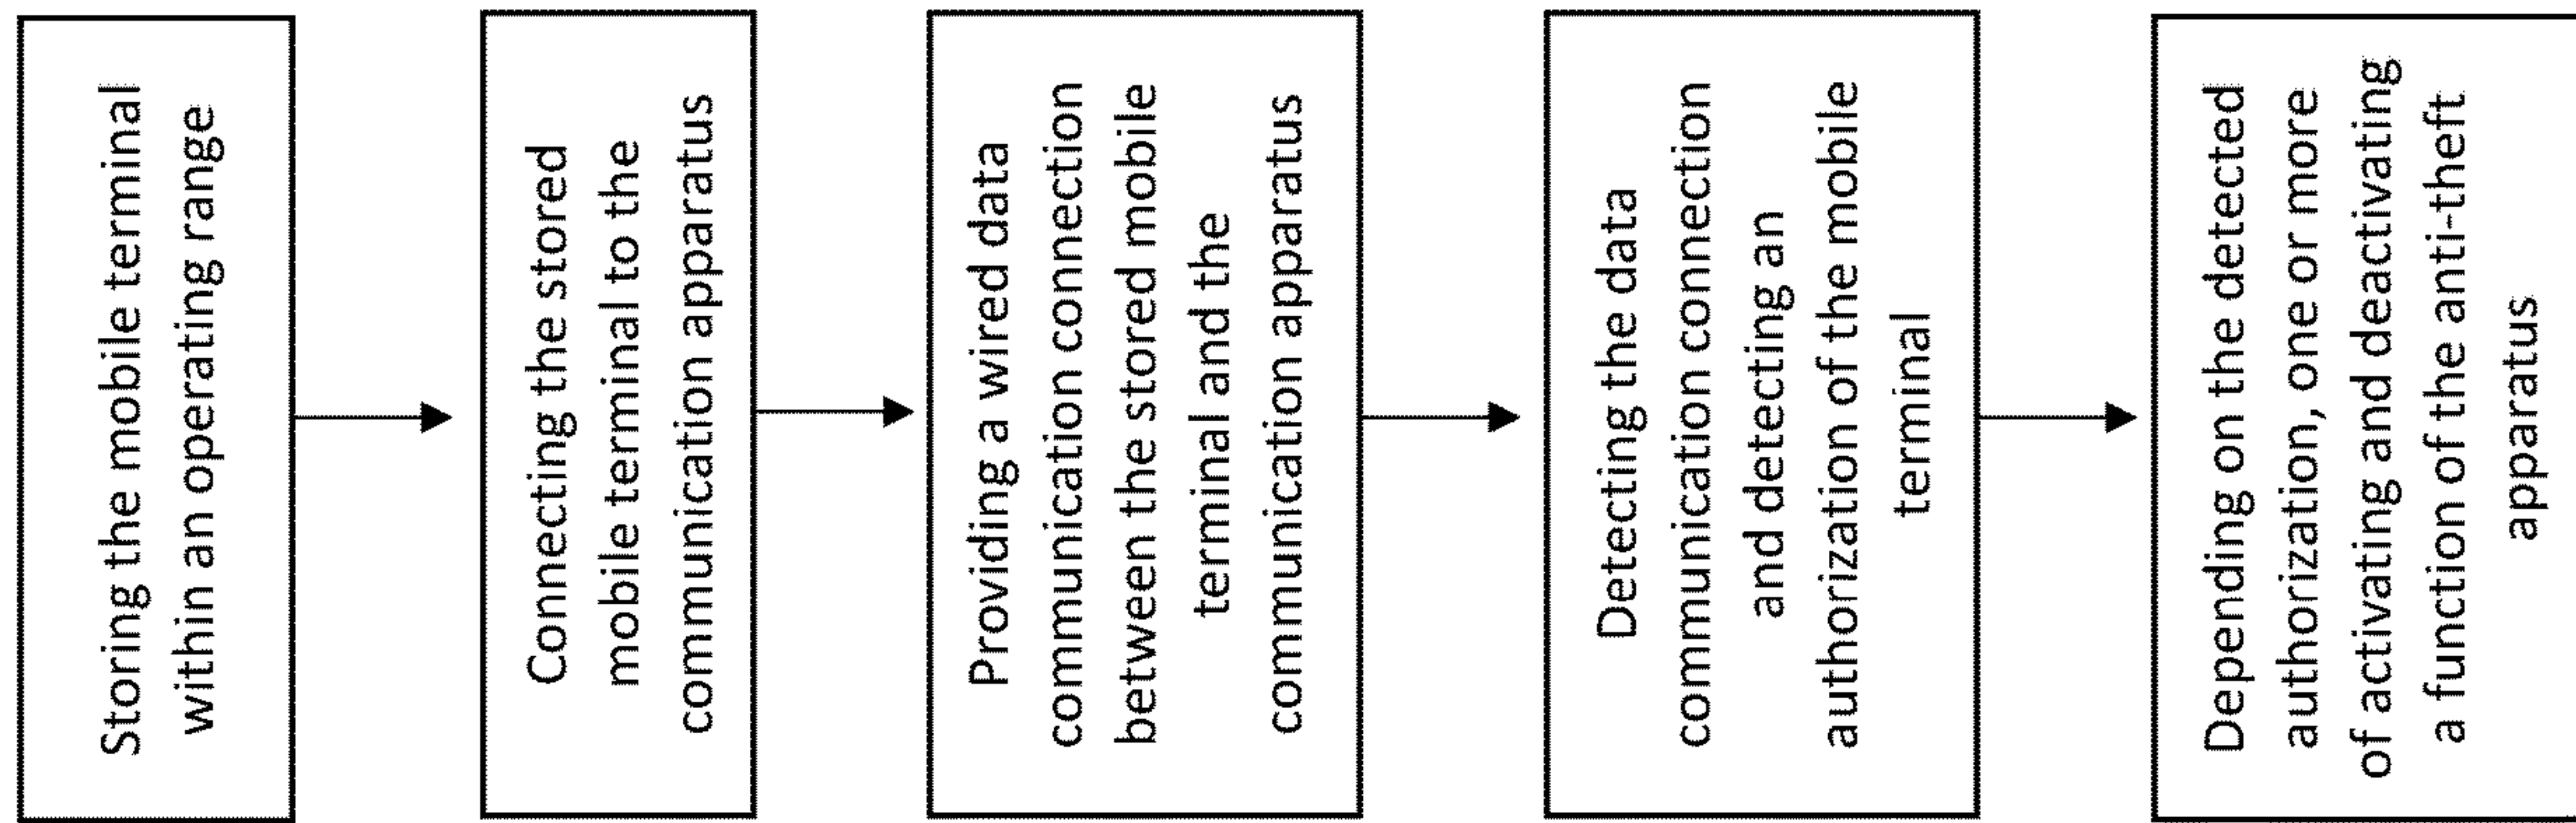 Storing the mobile terminal
within an operating range
Connecting the stored
mobile terminal to the
communication apparatus
Providing a wired data
communication connection
between the stored mobile
terminal and the
communication apparatus
Detecting the data
communication connection
and detecting an
authorization of the mobile
terminal
Depending on the detected
authorization, one or more
of activating and deactivating
a function of the anti-theft
apparatus